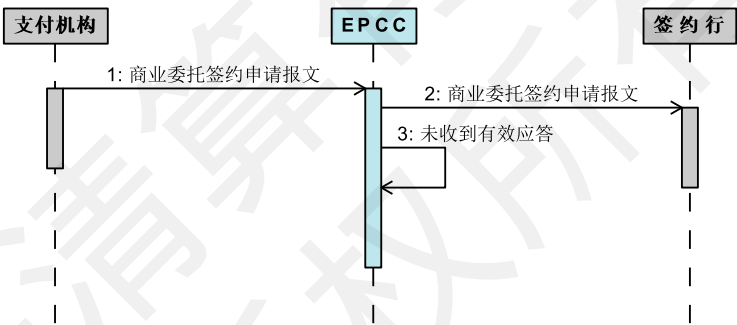 支付机构
EPCC
签约行
1: 商业委托签约申请报文
2: 商业委托签约申请报文
3: 未收到有效应答